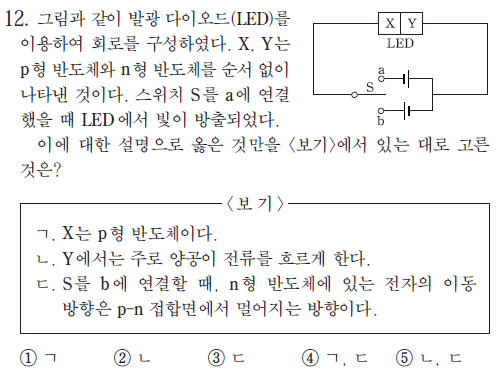 12. 그림과 같이 발광 다이오드(LED)를
이용하여 회로를 구성하였다. X, Y는
p형 반도체와 n형 반도체를 순서 없이
나타낸 것이다. 스위치 S를 a에 연결
했을 때 LED에서 빛이 방출되었다.
X Y
LED
a
S
b
이에 대한 설명으로 옳은 것만을 <보기>에서 있는 대로 고른
것은?
<보 기>
ㄱ. X는 p형 반도체이다.
ㄴ. Y에서는 주로 양공이 전류를 흐르게 한다.
ㄷ. S를 b에 연결할 때, n형 반도체에 있는 전자의 이동
방향은 p-n 접합면에서 멀어지는 방향이다.
① ㄱ ② ㄴ ③ ㄷ ④ ㄱ, ㄷ ⑤ ㄴ, ㄷ